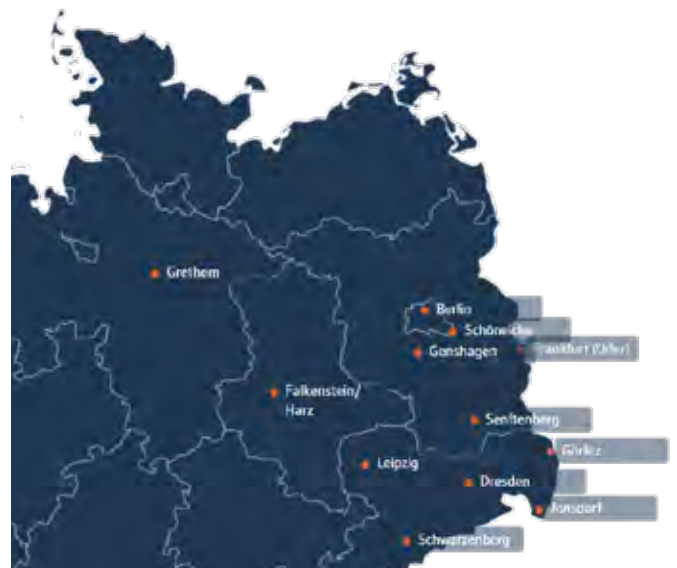 Grethem
Berlin
Schöneiche
Genshagen
Frankfurt (Oder)
Falkenstein/
Harz
Senftenberg
Görlitz
Leipzig
Dresden
Jonsdorf
Schwarzenberg